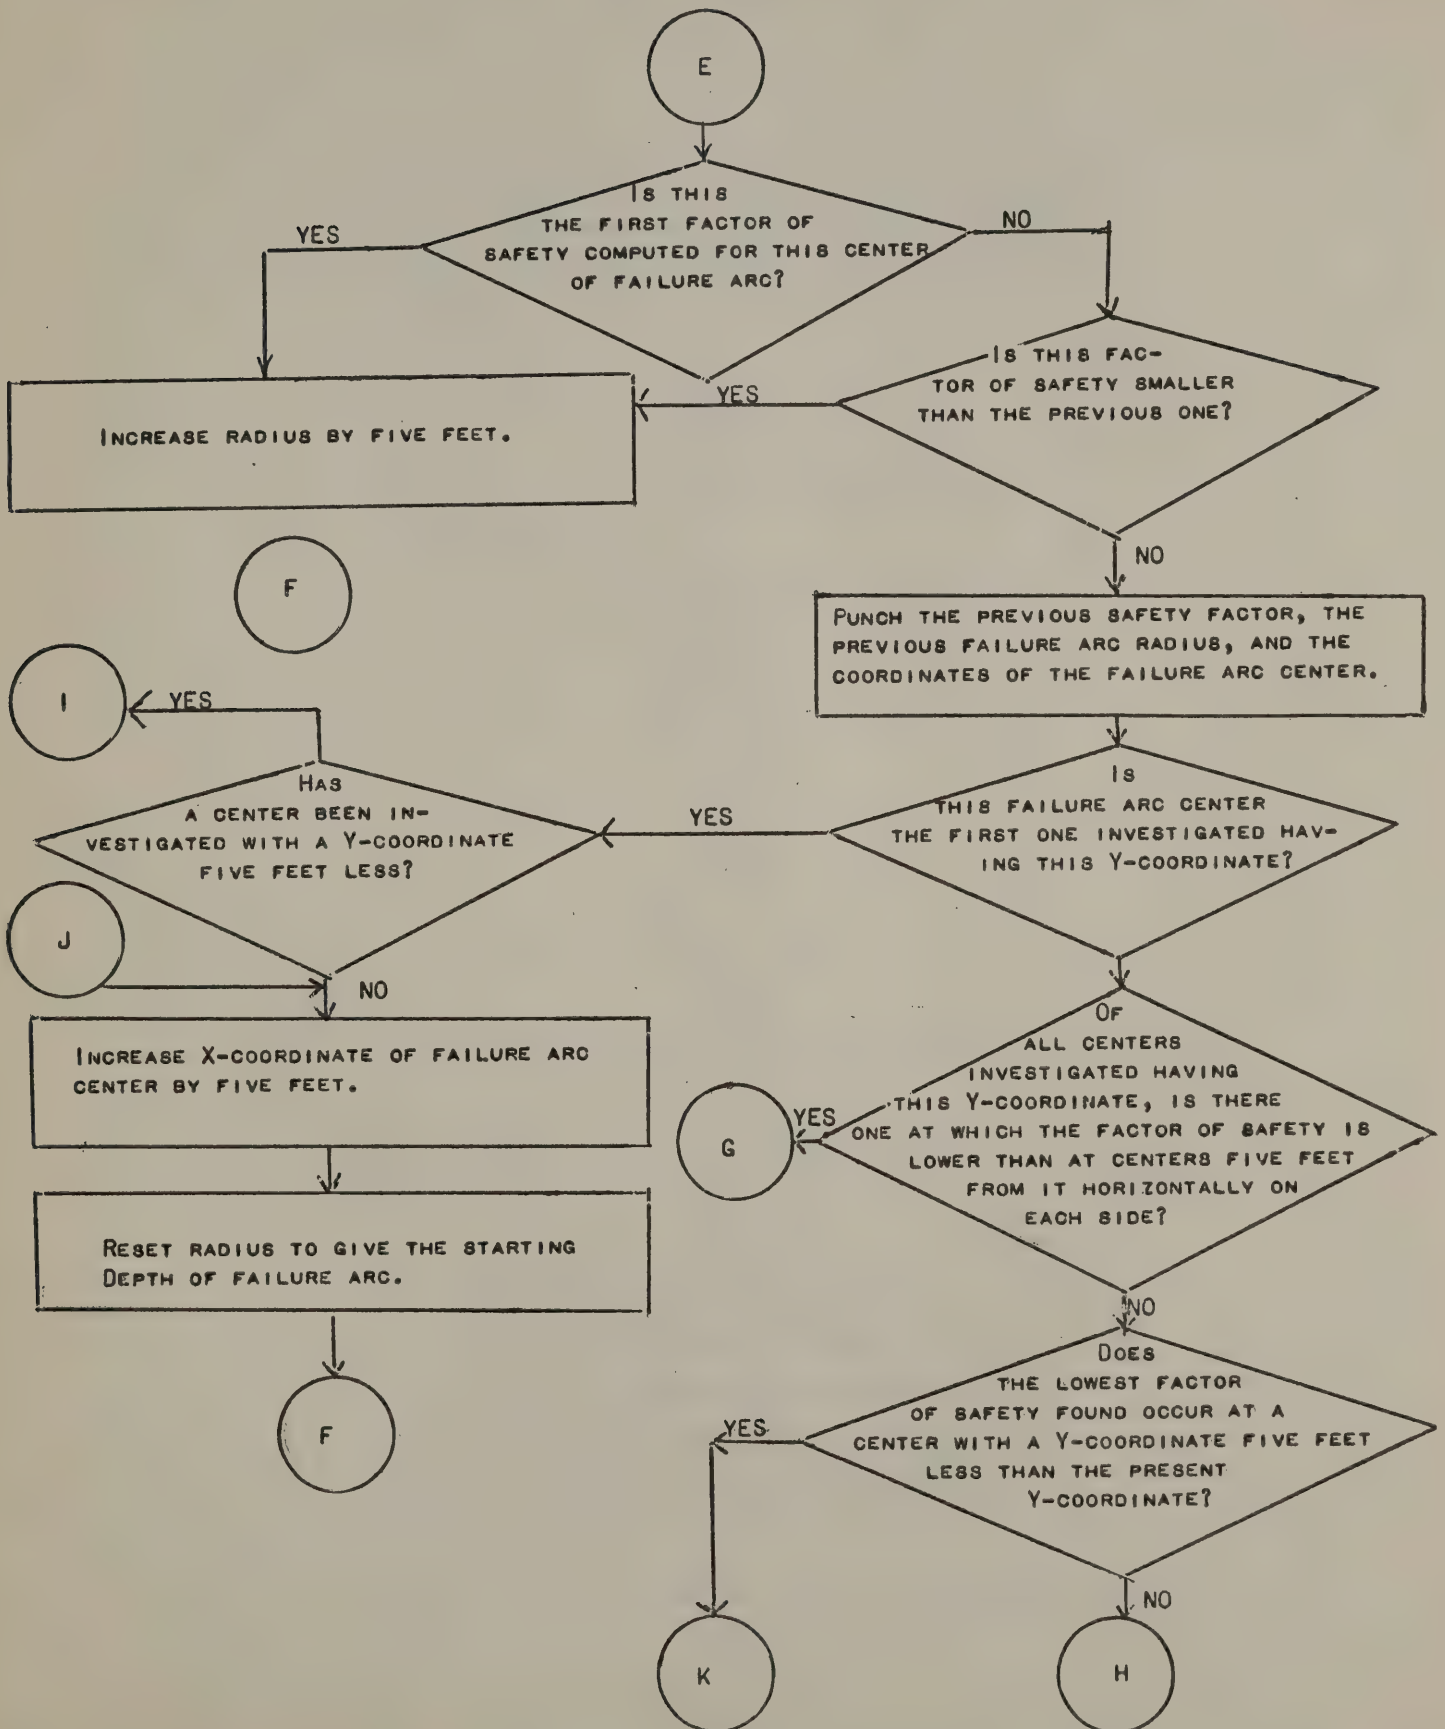 E
Is this
the first factor of
safety computed for this center
of failure arc?
YES
NO
Is this fac-
tor of safety smaller
than the previous one?
YES
Increase radius by five feet.
NO
F
Punch the previous safety factor, the
previous failure arc radius, and the
coordinates of the failure arc center.
I
YES
Has
a center been in-
vestigated with a Y-coordinate
five feet less?
YES
Is
this failure arc center
the first one investigated hav-
ing this Y-coordinate?
J
NO
Increase X-coordinate of failure arc
center by five feet.
Of
all centers
investigated having
this Y-coordinate, is there
one at which the factor of safety is
lower than at centers five feet
from it horizontally on
each side?
YES
G
Reset radius to give the starting
Depth of failure arc.
NO
F
Does
the lowest factor
of safety found occur at a
center with a Y-coordinate five feet
less than the present
Y-coordinate?
YES
NO
K
H